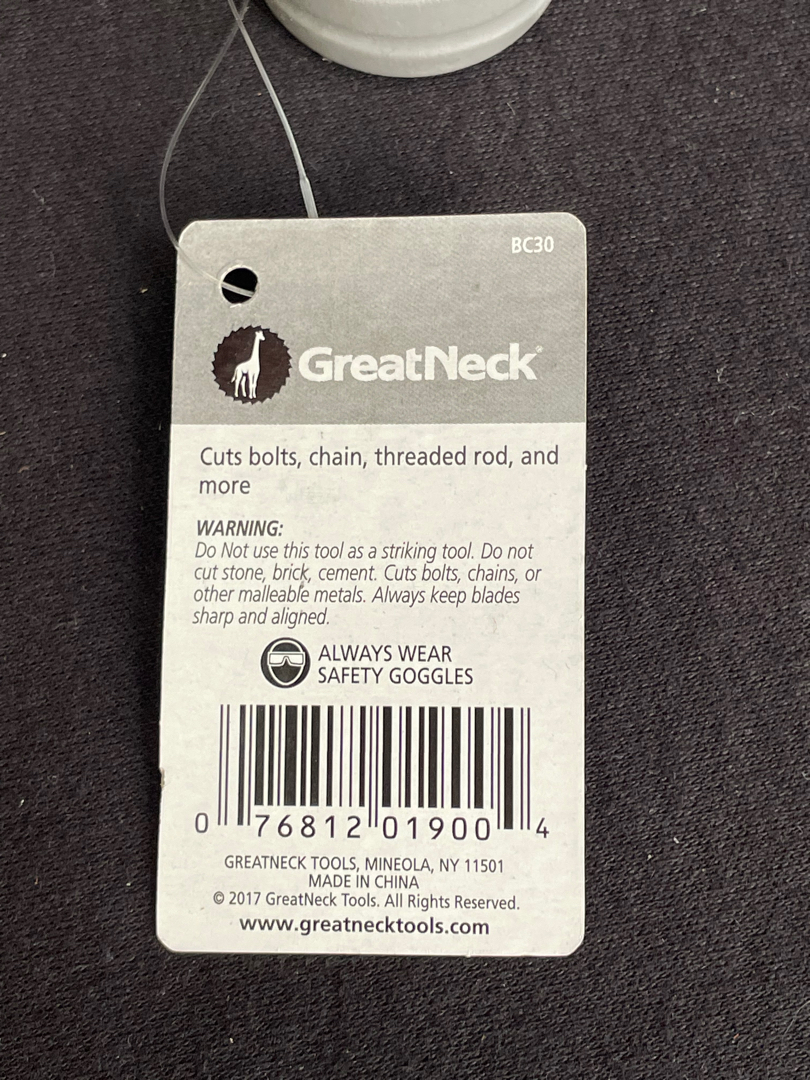 BC30
GreatNeck®
Cuts bolts, chain, threaded rod, and
more
WARNING:
Do Not use this tool as a striking tool. Do not
cut stone, brick, cement. Cuts bolts, chains, or
other malleable metals. Always keep blades
sharp and aligned.
ALWAYS WEAR
SAFETY GOGGLES
0 76812 01900 4
GREATNECK TOOLS, MINEOLA, NY 11501
MADE IN CHINA
© 2017 GreatNeck Tools. All Rights Reserved.
www.greatnecktools.com